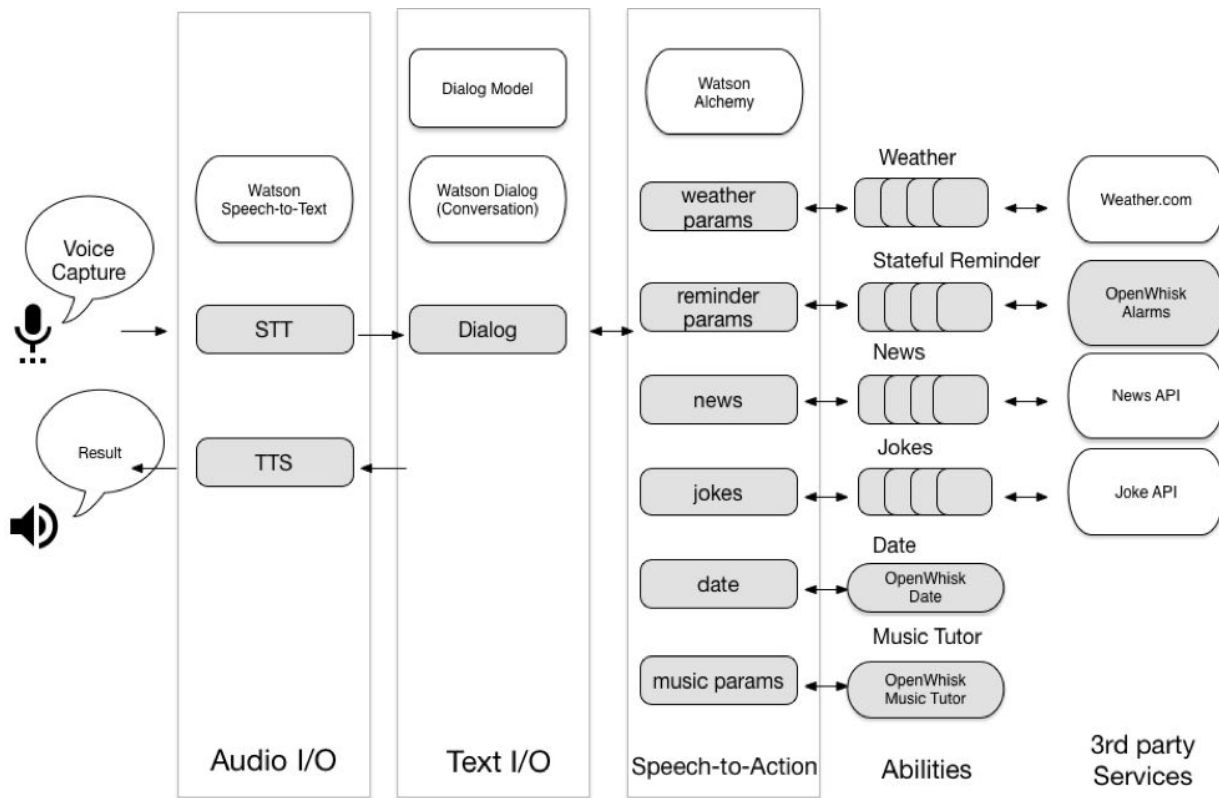 Voice
Capture
Result
Watson
Speech-to-Text
STT
TTS
Audio I/O
Dialog Model
Watson Dialog
(Conversation)
Dialog
Text I/O
Watson
Alchemy
weather
params
reminder
params
news
jokes
date
music params
Speech-to-Action
Weather
Stateful Reminder
News
Jokes
Date
OpenWhisk
Date
Music Tutor
OpenWhisk
Music Tutor
Abilities
Weather.com
OpenWhisk
Alarms
News API
Joke API
3rd party
Services